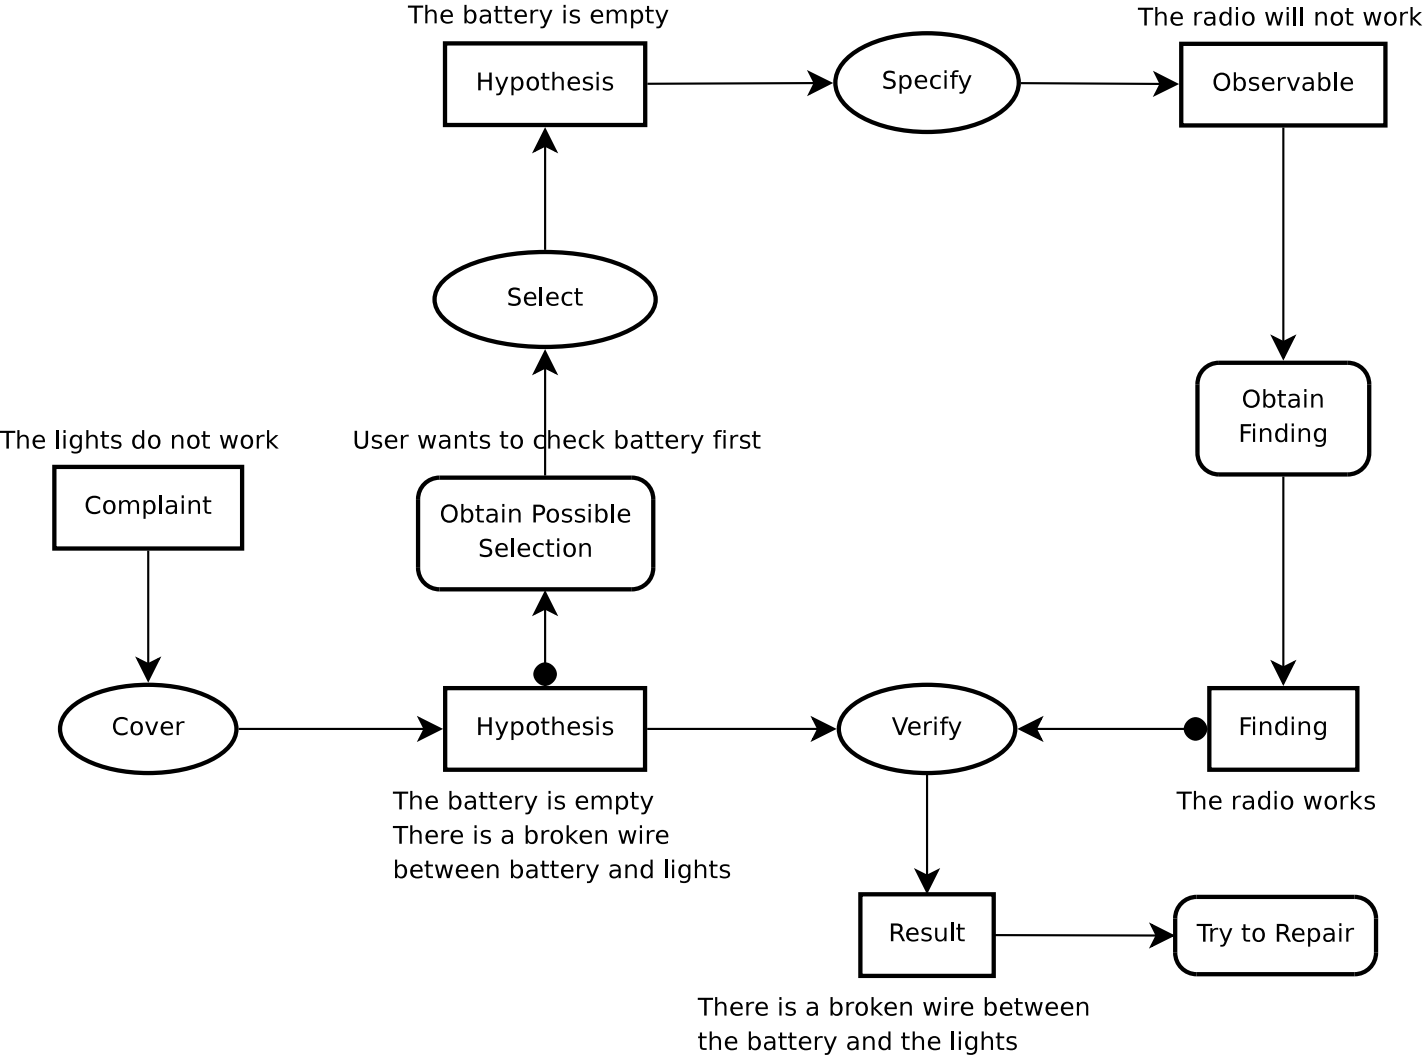 The battery is empty
The radio will not work
Hypothesis
Specify
Observable
Select
Obtain
Finding
The lights do not work
User wants to check battery first
Complaint
Obtain Possible
Selection
Cover
Hypothesis
Verify
Finding
The battery is empty
There is a broken wire
between battery and lights
The radio works
Result
Try to Repair
There is a broken wire between
the battery and the lights